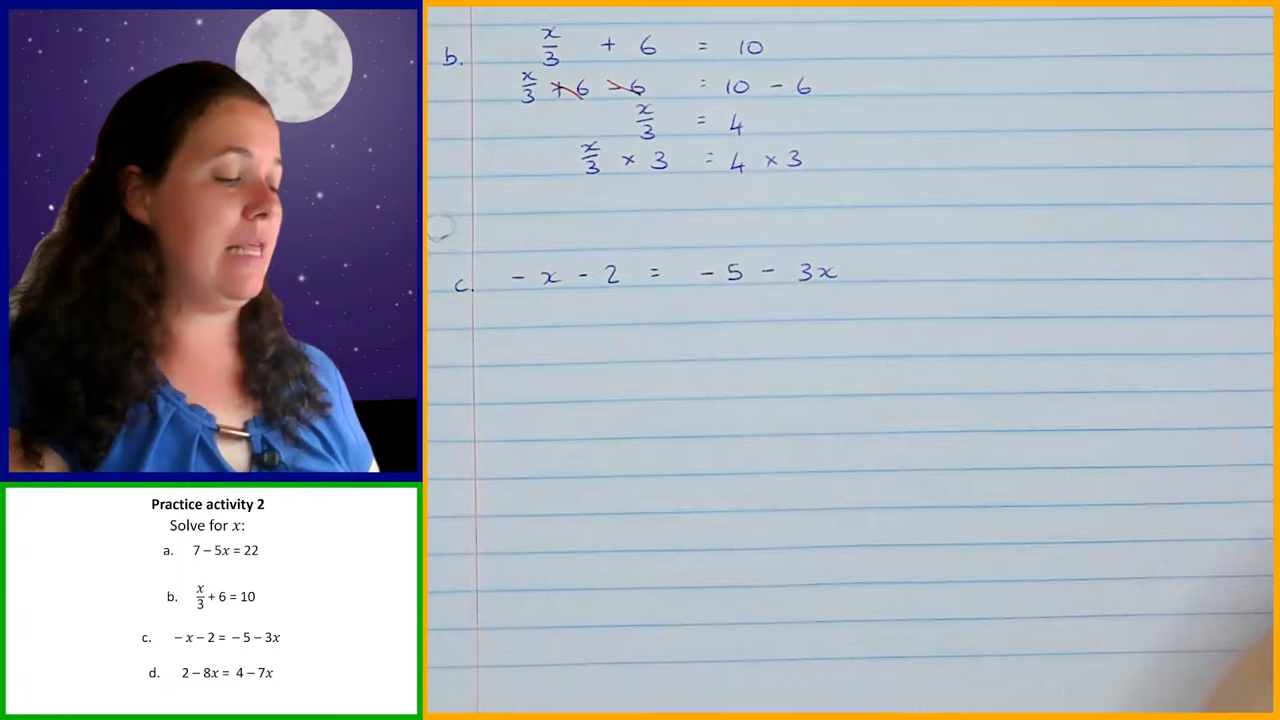 b. x/3 + 6 = 10
x/3 + 6 - 6 = 10 - 6
x/3 = 4
x/3 × 3 = 4 × 3
c. - x - 2 = - 5 - 3x
Practice activity 2
Solve for x:
a. 7 – 5x = 22
b. x/3 + 6 = 10
c. – x – 2 = – 5 – 3x
d. 2 – 8x = 4 – 7x